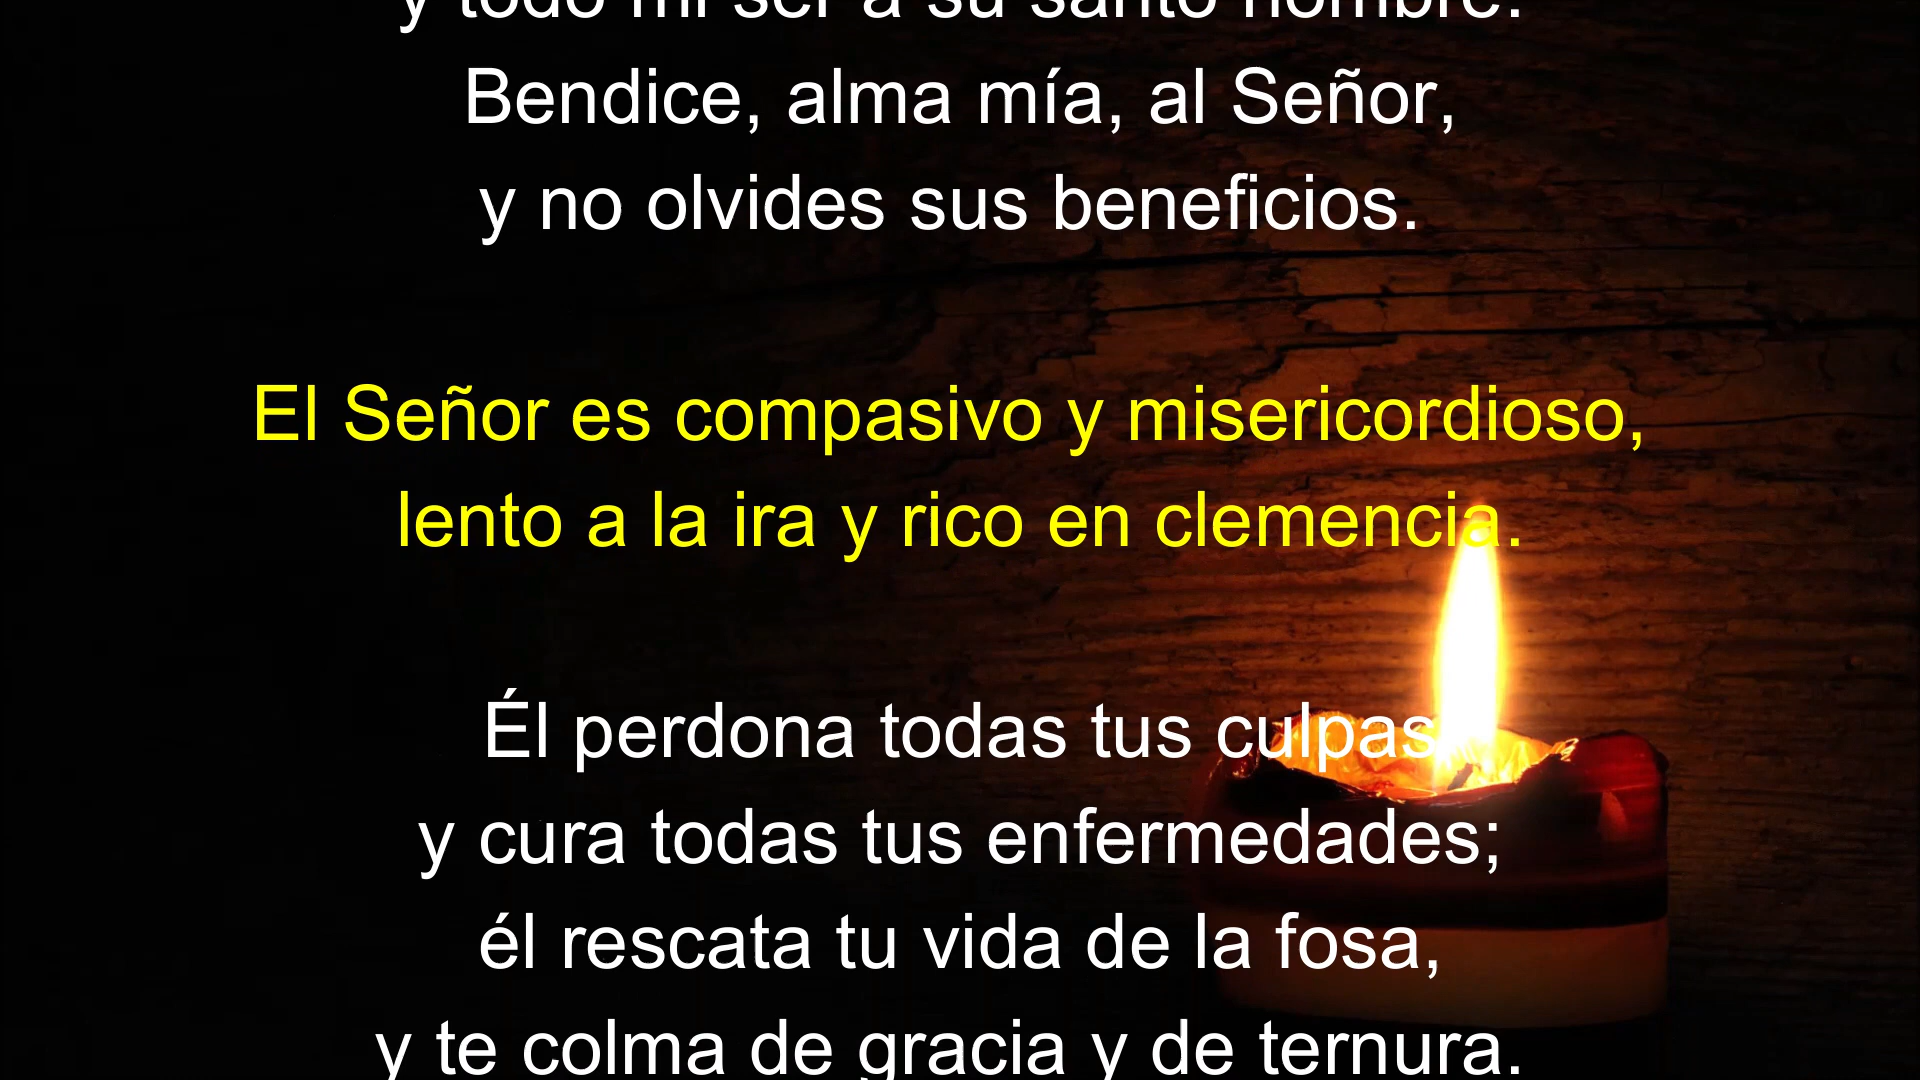 y todo mi ser a su santo nombre.
Bendice, alma mía, al Señor,
y no olvides sus beneficios.
El Señor es compasivo y misericordioso,
lento a la ira y rico en clemencia.
Él perdona todas tus culpas
y cura todas tus enfermedades;
él rescata tu vida de la fosa,
y te colma de gracia y de ternura.